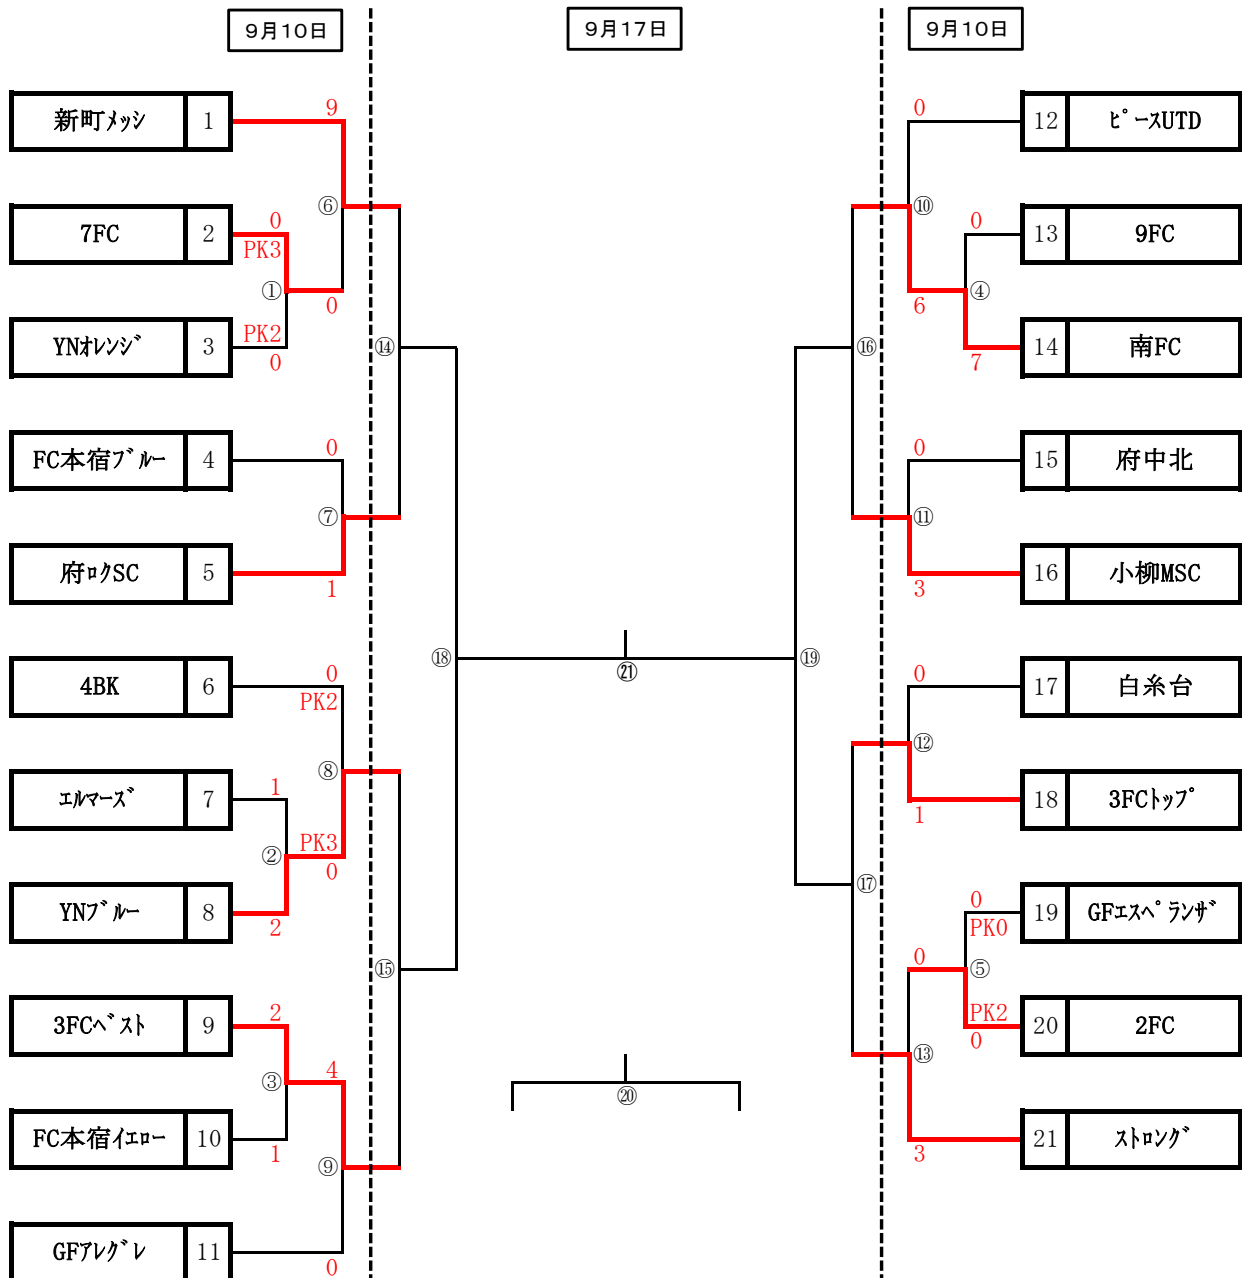 9月10日
9月17日
9月10日
新町ﾒｯｼ 1
9
0
12 ﾋﾟｰｽUTD
7FC 2
0
PK3
⑥
⑩
0
13 9FC
①
0
6
④
YNｵﾚﾝｼﾞ 3
PK2
0
⑭
⑯
7
14 南FC
FC本宿ﾌﾞﾙｰ 4
0
0
15 府中北
⑦
⑪
府ﾛｸSC 5
1
3
16 小柳MSC
⑱
㉑
⑲
4BK 6
0
PK2
0
17 白糸台
⑧
⑫
ｴﾙﾏｰｽﾞ 7
1
1
18 3FCﾄｯﾌﾟ
②
PK3
0
YNﾌﾞﾙｰ 8
2
⑰
0
PK0
19 GFｴｽﾍﾟﾗﾝｻﾞ
⑮
0
⑤
3FCﾍﾞｽﾄ 9
2
PK2
0
20 2FC
③
4
⑬
⑳
FC本宿ｲｴﾛｰ 10
1
3
21 ｽﾄﾛﾝｸﾞ
⑨
GFｱﾚｸﾞﾚ 11
0